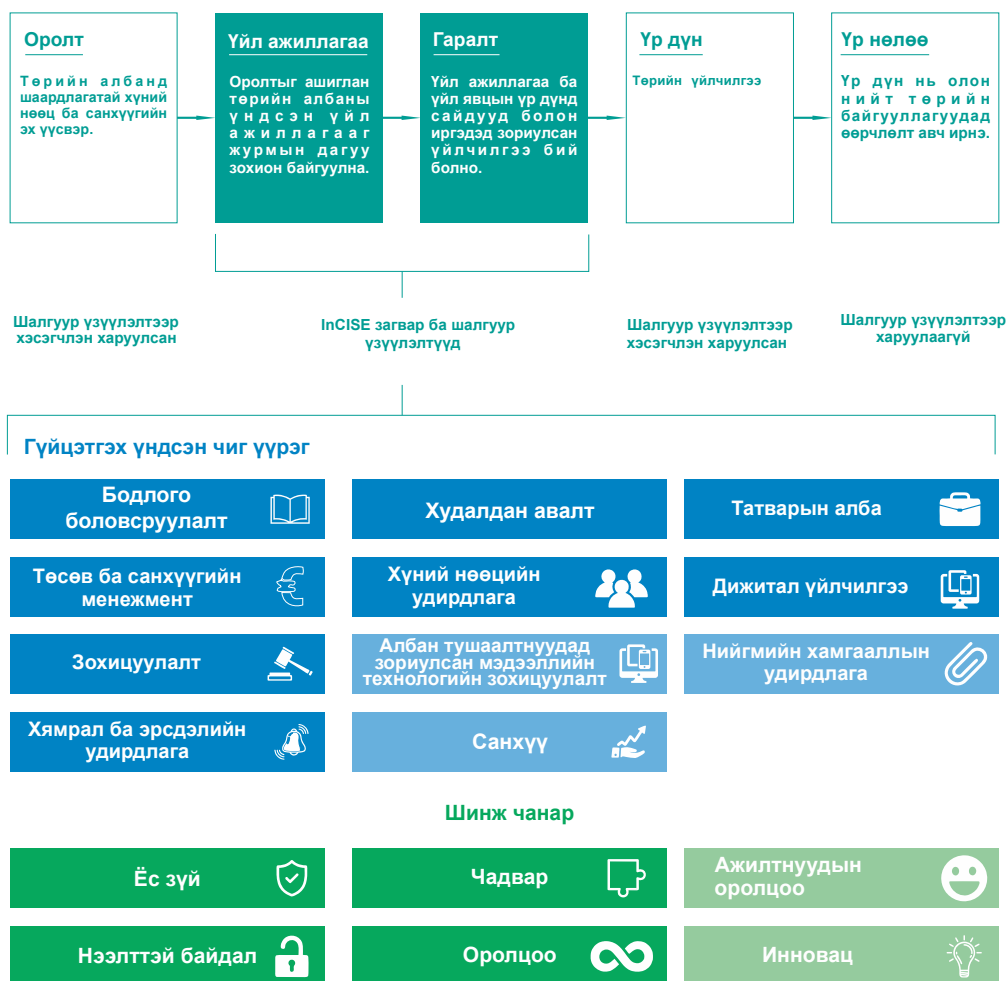 Оролт
Төрийн албанд
шаардлагатай хүний
нөөц ба санхүүгийн
эх үүсвэр.
Үйл ажиллагаа
Оролтыг ашиглан
төрийн албаны
үндсэн үйл
ажиллагааг
журмын дагуу
зохион байгуулна.
Гаралт
Үйл ажиллагаа ба
үйл явцын үр дүнд
сайдууд болон
иргэдэд зориулсан
үйлчилгээ бий
болно.
Үр дүн
Төрийн үйлчилгээ
Үр нөлөө
Үр дүн нь олон
нийт төрийн
байгууллагуудад
өөрчлөлт авч ирнэ.
Шалгуур үзүүлэлтээр
хэсэгчлэн харуулсан
InCISE загвар ба шалгуур
үзүүлэлтүүд
Шалгуур үзүүлэлтээр
хэсэгчлэн харуулсан
Шалгуур үзүүлэлтээр
харуулаагүй
Гүйцэтгэх үндсэн чиг үүрэг
Бодлого
боловсруулалт
Худалдан авалт
Татварын алба
Төсөв ба санхүүгийн
менежмент
Хүний нөөцийн
удирдлага
Дижитал үйлчилгээ
Зохицуулалт
Албан тушаалтнуудад
зориулсан мэдээллийн
технологийн зохицуулалт
Нийгмийн хамгааллын
удирдлага
Хямрал ба эрсдэлийн
удирдлага
Санхүү
Шинж чанар
Ёс зүй
Чадвар
Ажилтнуудын
оролцоо
Нээлттэй байдал
Оролцоо
Инновац